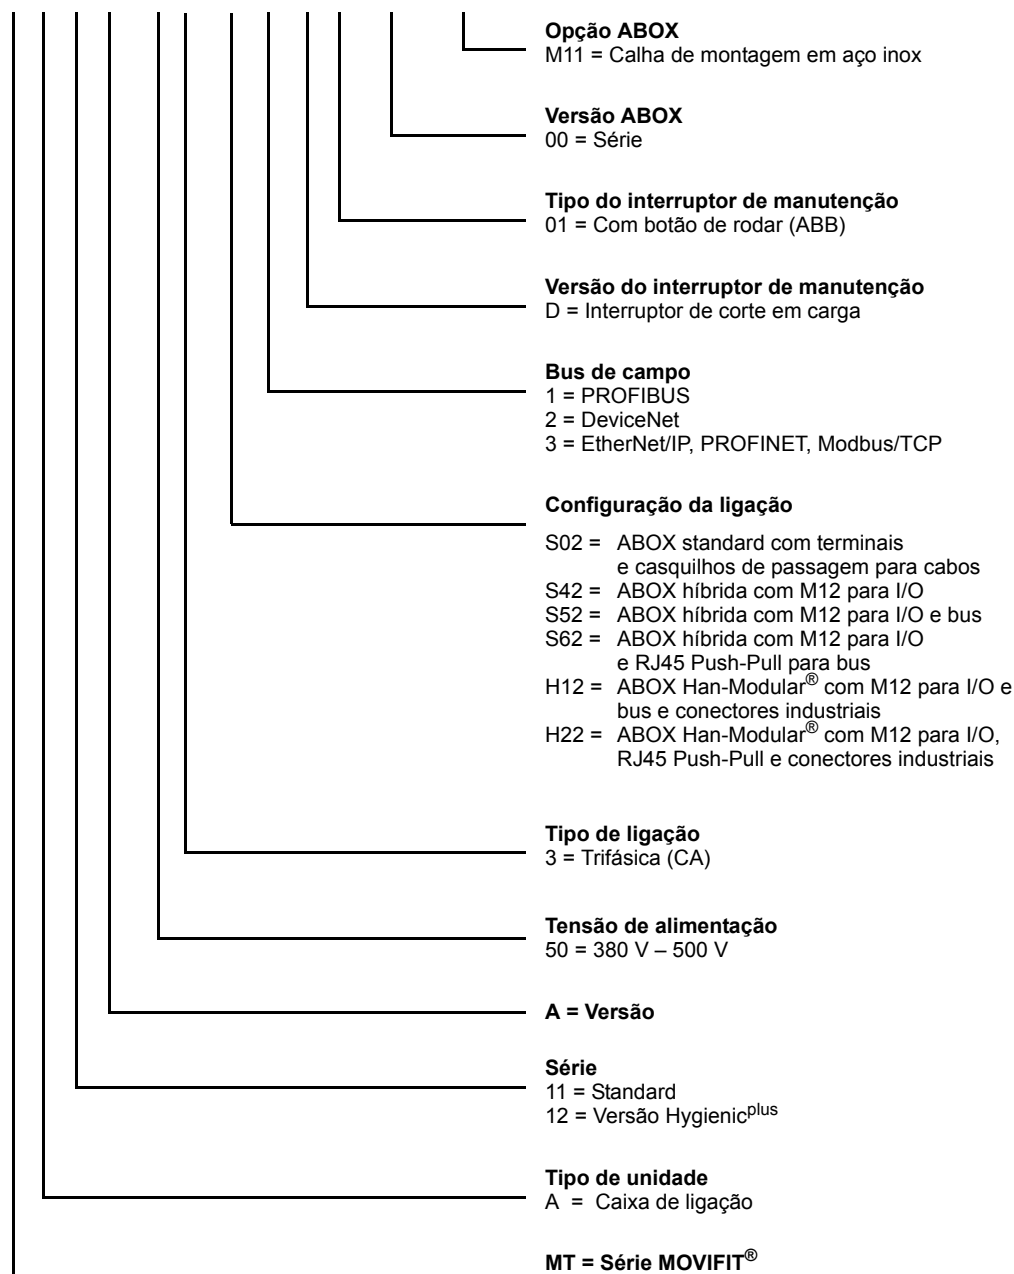 Opção ABOX
M11 = Calha de montagem em aço inox
Versão ABOX
00 = Série
Tipo do interruptor de manutenção
01 = Com botão de rodar (ABB)
Versão do interruptor de manutenção
D = Interruptor de corte em carga
Bus de campo
1 = PROFIBUS
2 = DeviceNet
3 = EtherNet/IP, PROFINET, Modbus/TCP
Configuração da ligação
S02 = ABOX standard com terminais
e casquilhos de passagem para cabos
S42 = ABOX híbrida com M12 para I/O
S52 = ABOX híbrida com M12 para I/O e bus
S62 = ABOX híbrida com M12 para I/O
e RJ45 Push-Pull para bus
H12 = ABOX Han-Modular® com M12 para I/O e
bus e conectores industriais
H22 = ABOX Han-Modular® com M12 para I/O,
RJ45 Push-Pull e conectores industriais
Tipo de ligação
3 = Trifásica (CA)
Tensão de alimentação
50 = 380 V – 500 V
A = Versão
Série
11 = Standard
12 = Versão Hygienicplus
Tipo de unidade
A = Caixa de ligação
MT = Série MOVIFIT®